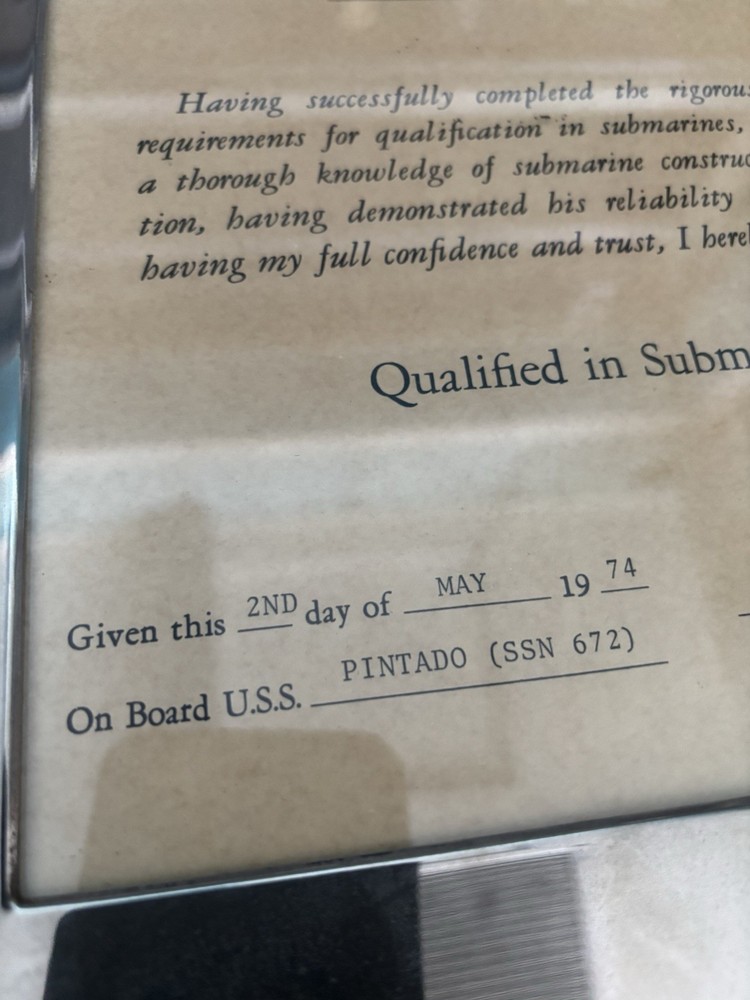 Having successfully completed the rigorous
requirements for qualification in submarines,
a thorough knowledge of submarine construc
tion, having demonstrated his reliability
having my full confidence and trust, I here
Qualified in Subm
Given this 2ND day of MAY 19 74
On Board U.S.S. PINTADO (SSN 672)